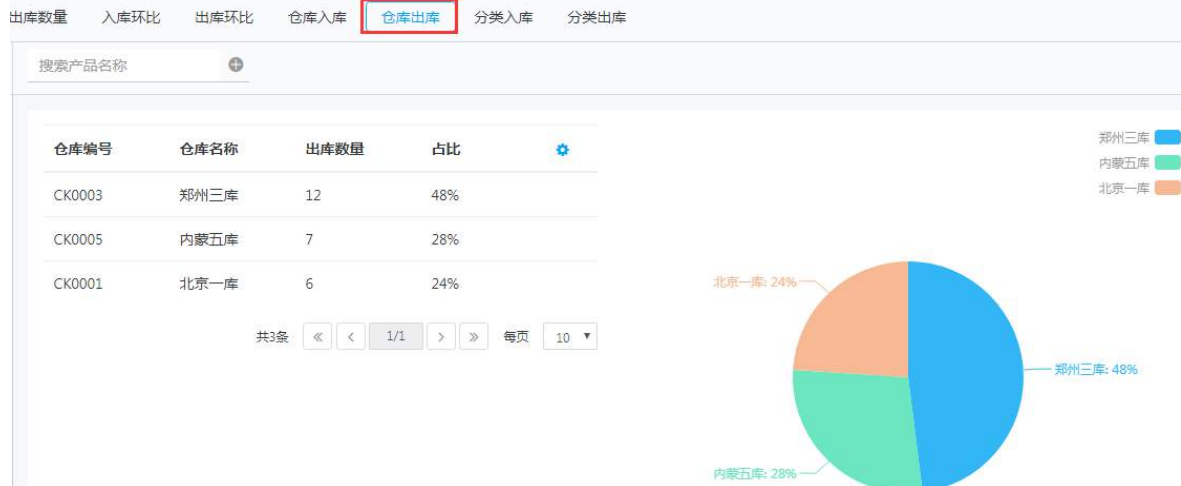 出库数量 入库环比 出库环比 仓库入库 仓库出库 分类入库 分类出库
搜索产品名称
仓库编号 仓库名称 出库数量 占比
CK0003 郑州三库 12 48%
CK0005 内蒙五库 7 28%
CK0001 北京一库 6 24%
共3条 « < 1/1 > » 每页 10
郑州三库
内蒙五库
北京一库
北京一库: 24%
郑州三库: 48%
内蒙五库: 28%